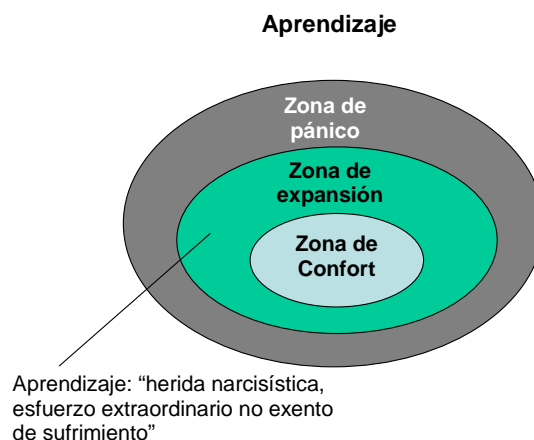 Aprendizaje
Zona de
pánico
Zona de
expansión
Zona de
Confort
Aprendizaje: “herida narcisística,
esfuerzo extraordinario no exento
de sufrimiento”